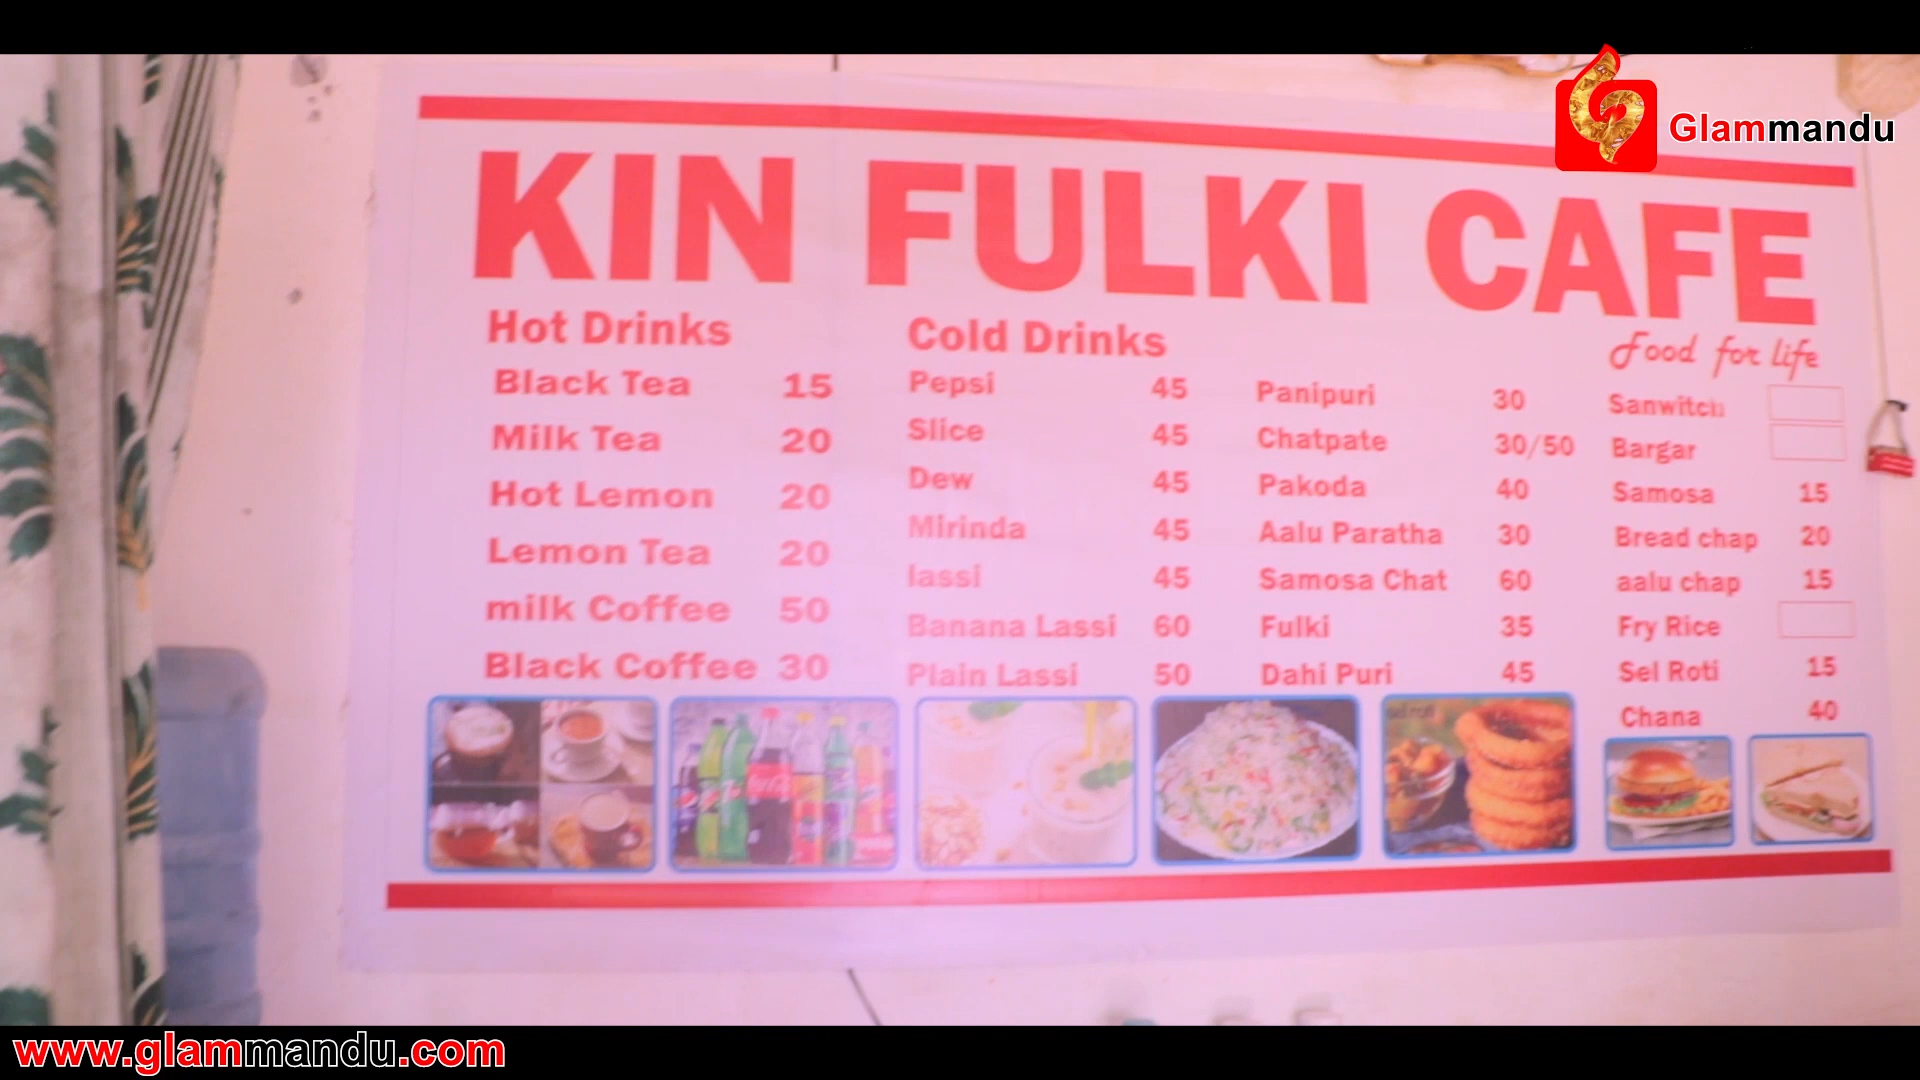 Glammandu
KIN FULKI CAFE
Food for life
Hot Drinks
Black Tea 15
Milk Tea 20
Hot Lemon 20
Lemon Tea 20
milk Coffee 50
Black Coffee 30
Cold Drinks
Pepsi 45
Slice 45
Dew 45
Mirinda 45
lassi 45
Banana Lassi 60
Plain Lassi 50
Panipuri 30
Chatpate 30/50
Pakoda 40
Aalu Paratha 30
Samosa Chat 60
Fulki 35
Dahi Puri 45
Sanwitch
Bargar
Samosa 15
Bread chap 20
aalu chap 15
Fry Rice
Sel Roti 15
Chana 40
www.glammandu.com